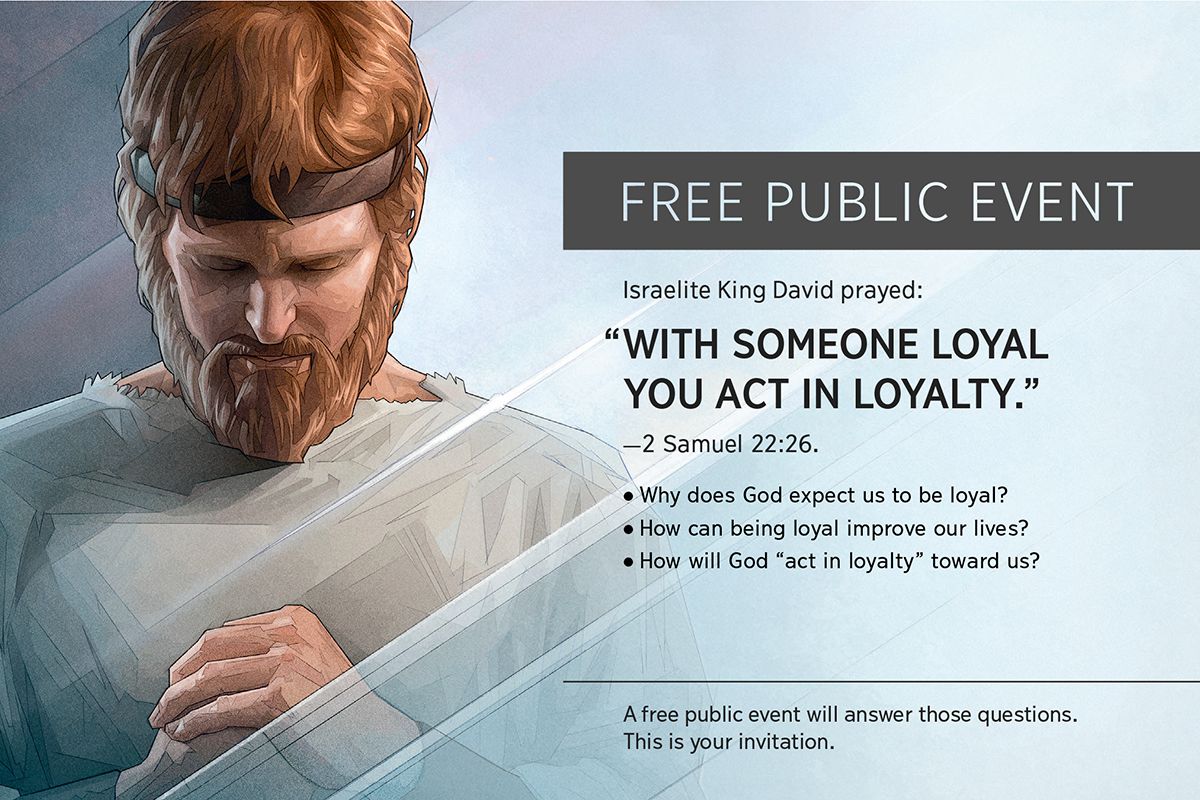 FREE PUBLIC EVENT
Israelite King David prayed:
“WITH SOMEONE LOYAL
YOU ACT IN LOYALTY.”
—2 Samuel 22:26.
• Why does God expect us to be loyal?
• How can being loyal improve our lives?
• How will God “act in loyalty” toward us?
A free public event will answer those questions.
This is your invitation.